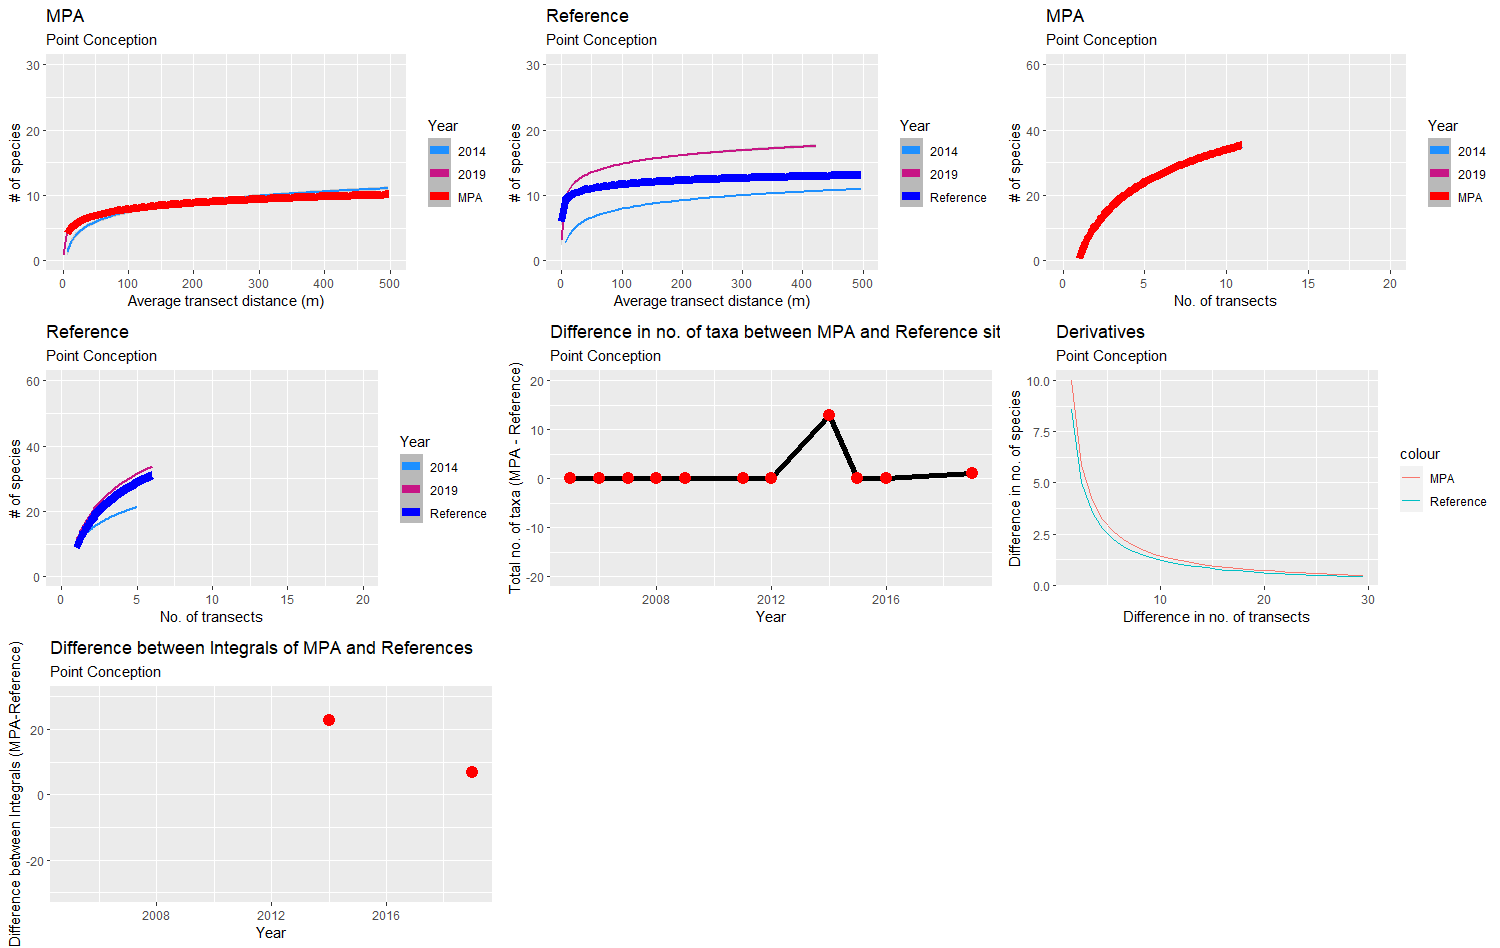 MPA
Point Conception
# of species
30
20
10
0
0 100 200 300 400 500
Average transect distance (m)
Year
2014
2019
MPA
Reference
Point Conception
# of species
30
20
10
0
0 100 200 300 400 500
Average transect distance (m)
Year
2014
2019
Reference
MPA
Point Conception
# of species
60
40
20
0
0 5 10 15 20
No. of transects
Year
2014
2019
MPA
Reference
Point Conception
# of species
60
40
20
0
0 5 10 15 20
No. of transects
Year
2014
2019
Reference
Difference in no. of taxa between MPA and Reference sit
Point Conception
Total no. of taxa (MPA - Reference)
20
10
0
-10
-20
2008 2012 2016
Year
Derivatives
Point Conception
Difference in no. of species
10.0
7.5
5.0
2.5
0.0
10 20 30
Difference in no. of transects
colour
MPA
Reference
Difference between Integrals of MPA and References
Point Conception
Difference between Integrals (MPA-Reference)
20
0
-20
2008 2012 2016
Year